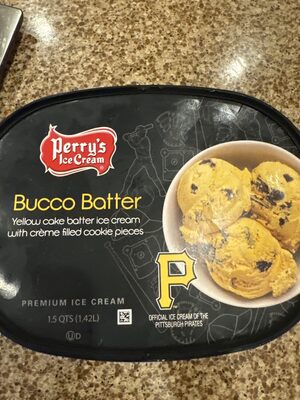 Perry's
Ice Cream
Bucco Batter
Yellow cake batter ice cream
with crème filled cookie pieces
P
PREMIUM ICE CREAM
1.5 QTS (1.42L)
OFFICIAL ICE CREAM OF THE
PITTSBURGH PIRATES
UD